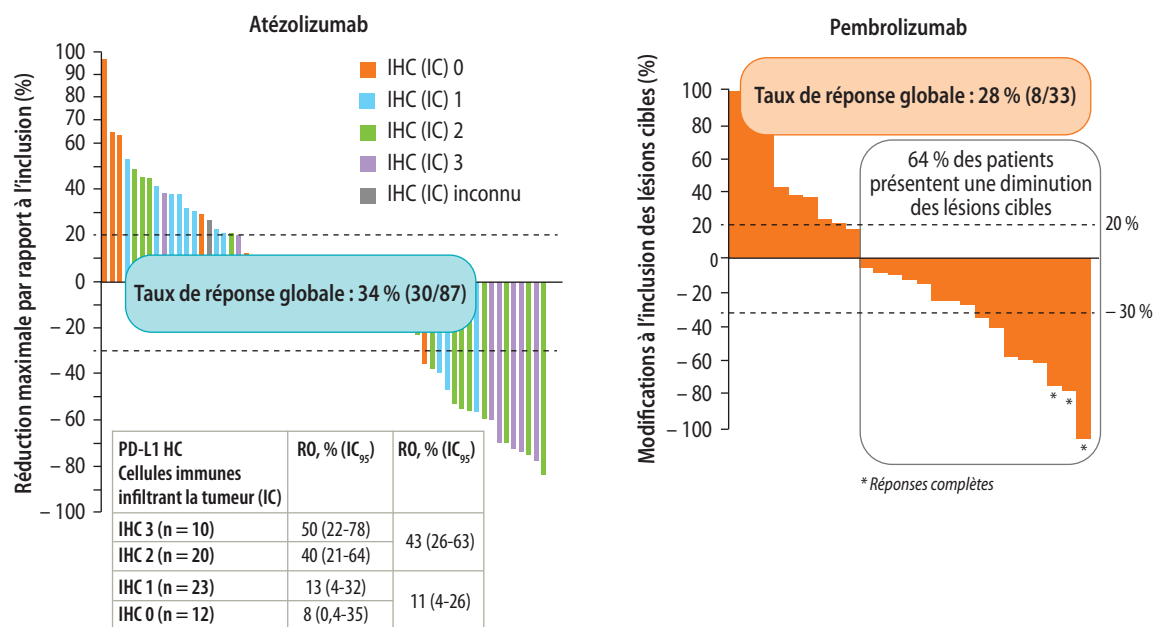 Atézolizumab
Réduction maximale par rapport à l'inclusion (%)
100
90
80
70
60
40
20
0
– 20
– 40
– 60
– 80
– 100
IHC (IC) 0
IHC (IC) 1
IHC (IC) 2
IHC (IC) 3
IHC (IC) inconnu
Taux de réponse globale : 34 % (30/87)
PD-L1 HC
Cellules immunes
infiltrant la tumeur (IC)
RO, % (IC95)
RO, % (IC95)
IHC 3 (n = 10)
50 (22-78)
43 (26-63)
IHC 2 (n = 20)
40 (21-64)
IHC 1 (n = 23)
13 (4-32)
11 (4-26)
IHC 0 (n = 12)
8 (0,4-35)
Pembrolizumab
Modifications à l'inclusion des lésions cibles (%)
100
80
60
40
20
0
– 20
– 40
– 60
– 80
– 100
Taux de réponse globale : 28 % (8/33)
64 % des patients
présentent une diminution
des lésions cibles
20 %
– 30 %
*
*
*
* Réponses complètes